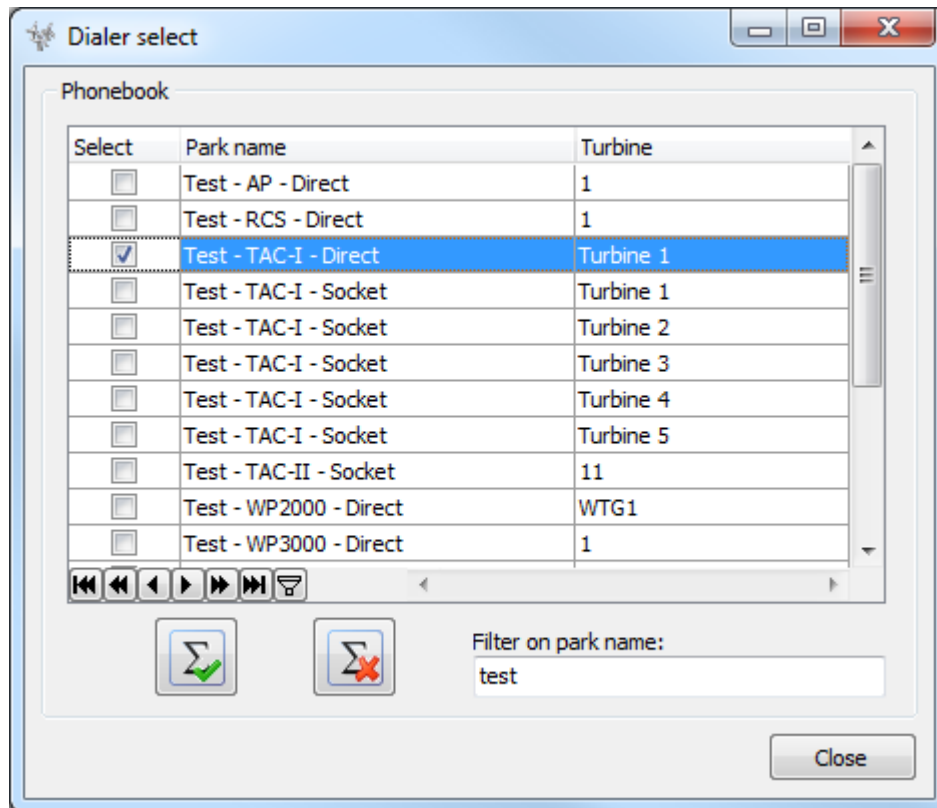 Dialer select
Phonebook
Select Park name Turbine
Test - AP - Direct 1
Test - RCS - Direct 1
Test - TAC-I - Direct Turbine 1
Test - TAC-I - Socket Turbine 1
Test - TAC-I - Socket Turbine 2
Test - TAC-I - Socket Turbine 3
Test - TAC-I - Socket Turbine 4
Test - TAC-I - Socket Turbine 5
Test - TAC-II - Socket 11
Test - WP2000 - Direct WTG1
Test - WP3000 - Direct 1
Σ Σ Filter on park name:
test
Close